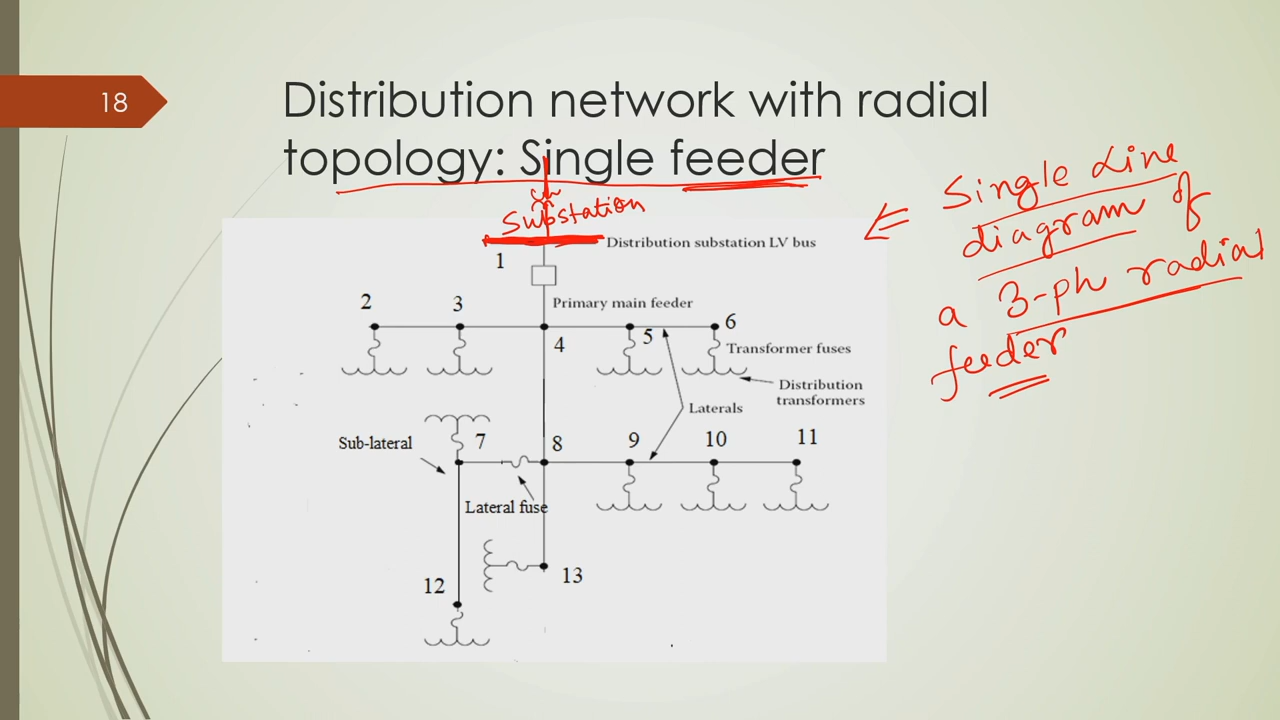 18
Distribution network with radial
topology: Single feeder
Substation
Distribution substation LV bus
1
Primary main feeder
2
3
4
5
6
Transformer fuses
Distribution
transformers
Laterals
Sub-lateral
7
8
9
10
11
Lateral fuse
12
13
Single Line
diagram of
a 3-ph radial
feeder